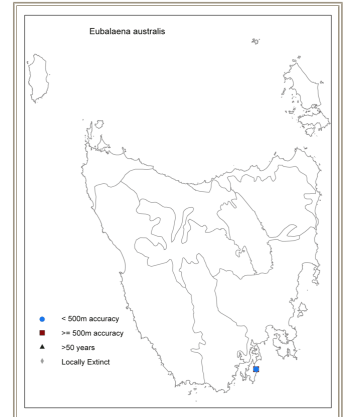 Eubalaena australis
< 500m accuracy
>= 500m accuracy
>50 years
Locally Extinct